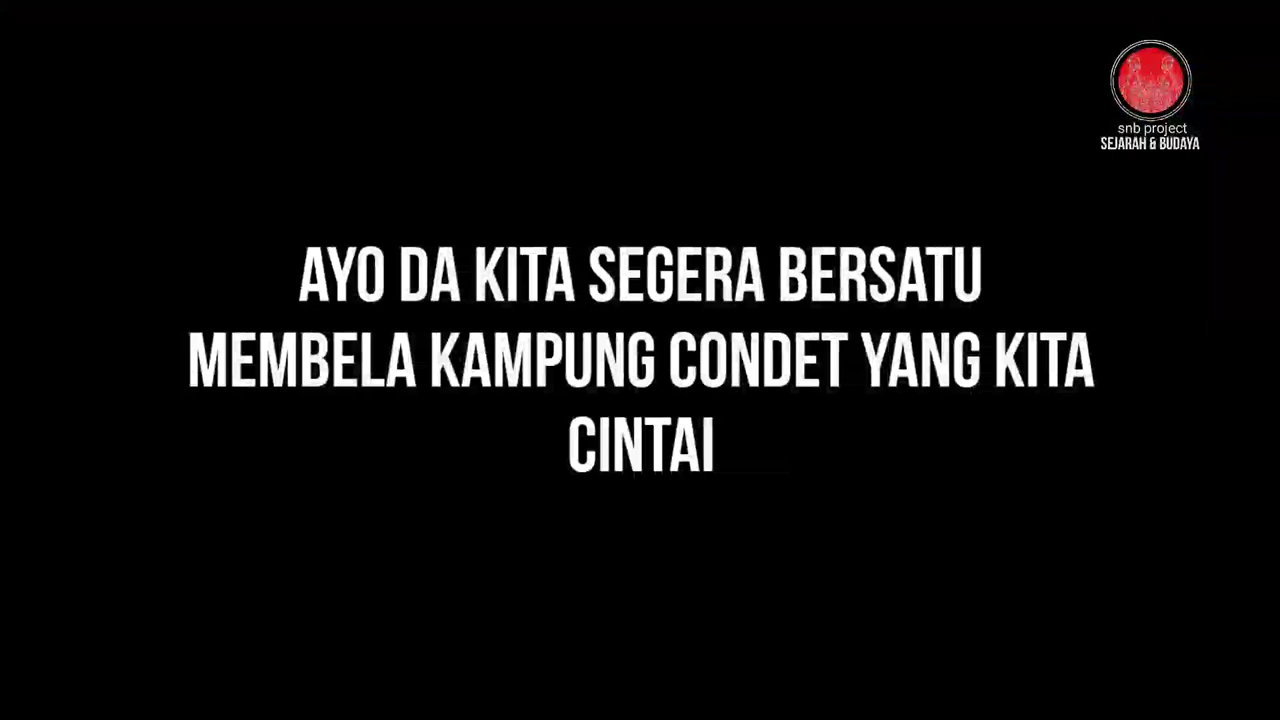 snb project
SEJARAH & BUDAYA
AYO DA KITA SEGERA BERSATU
MEMBELA KAMPUNG CONDET YANG KITA
CINTAI